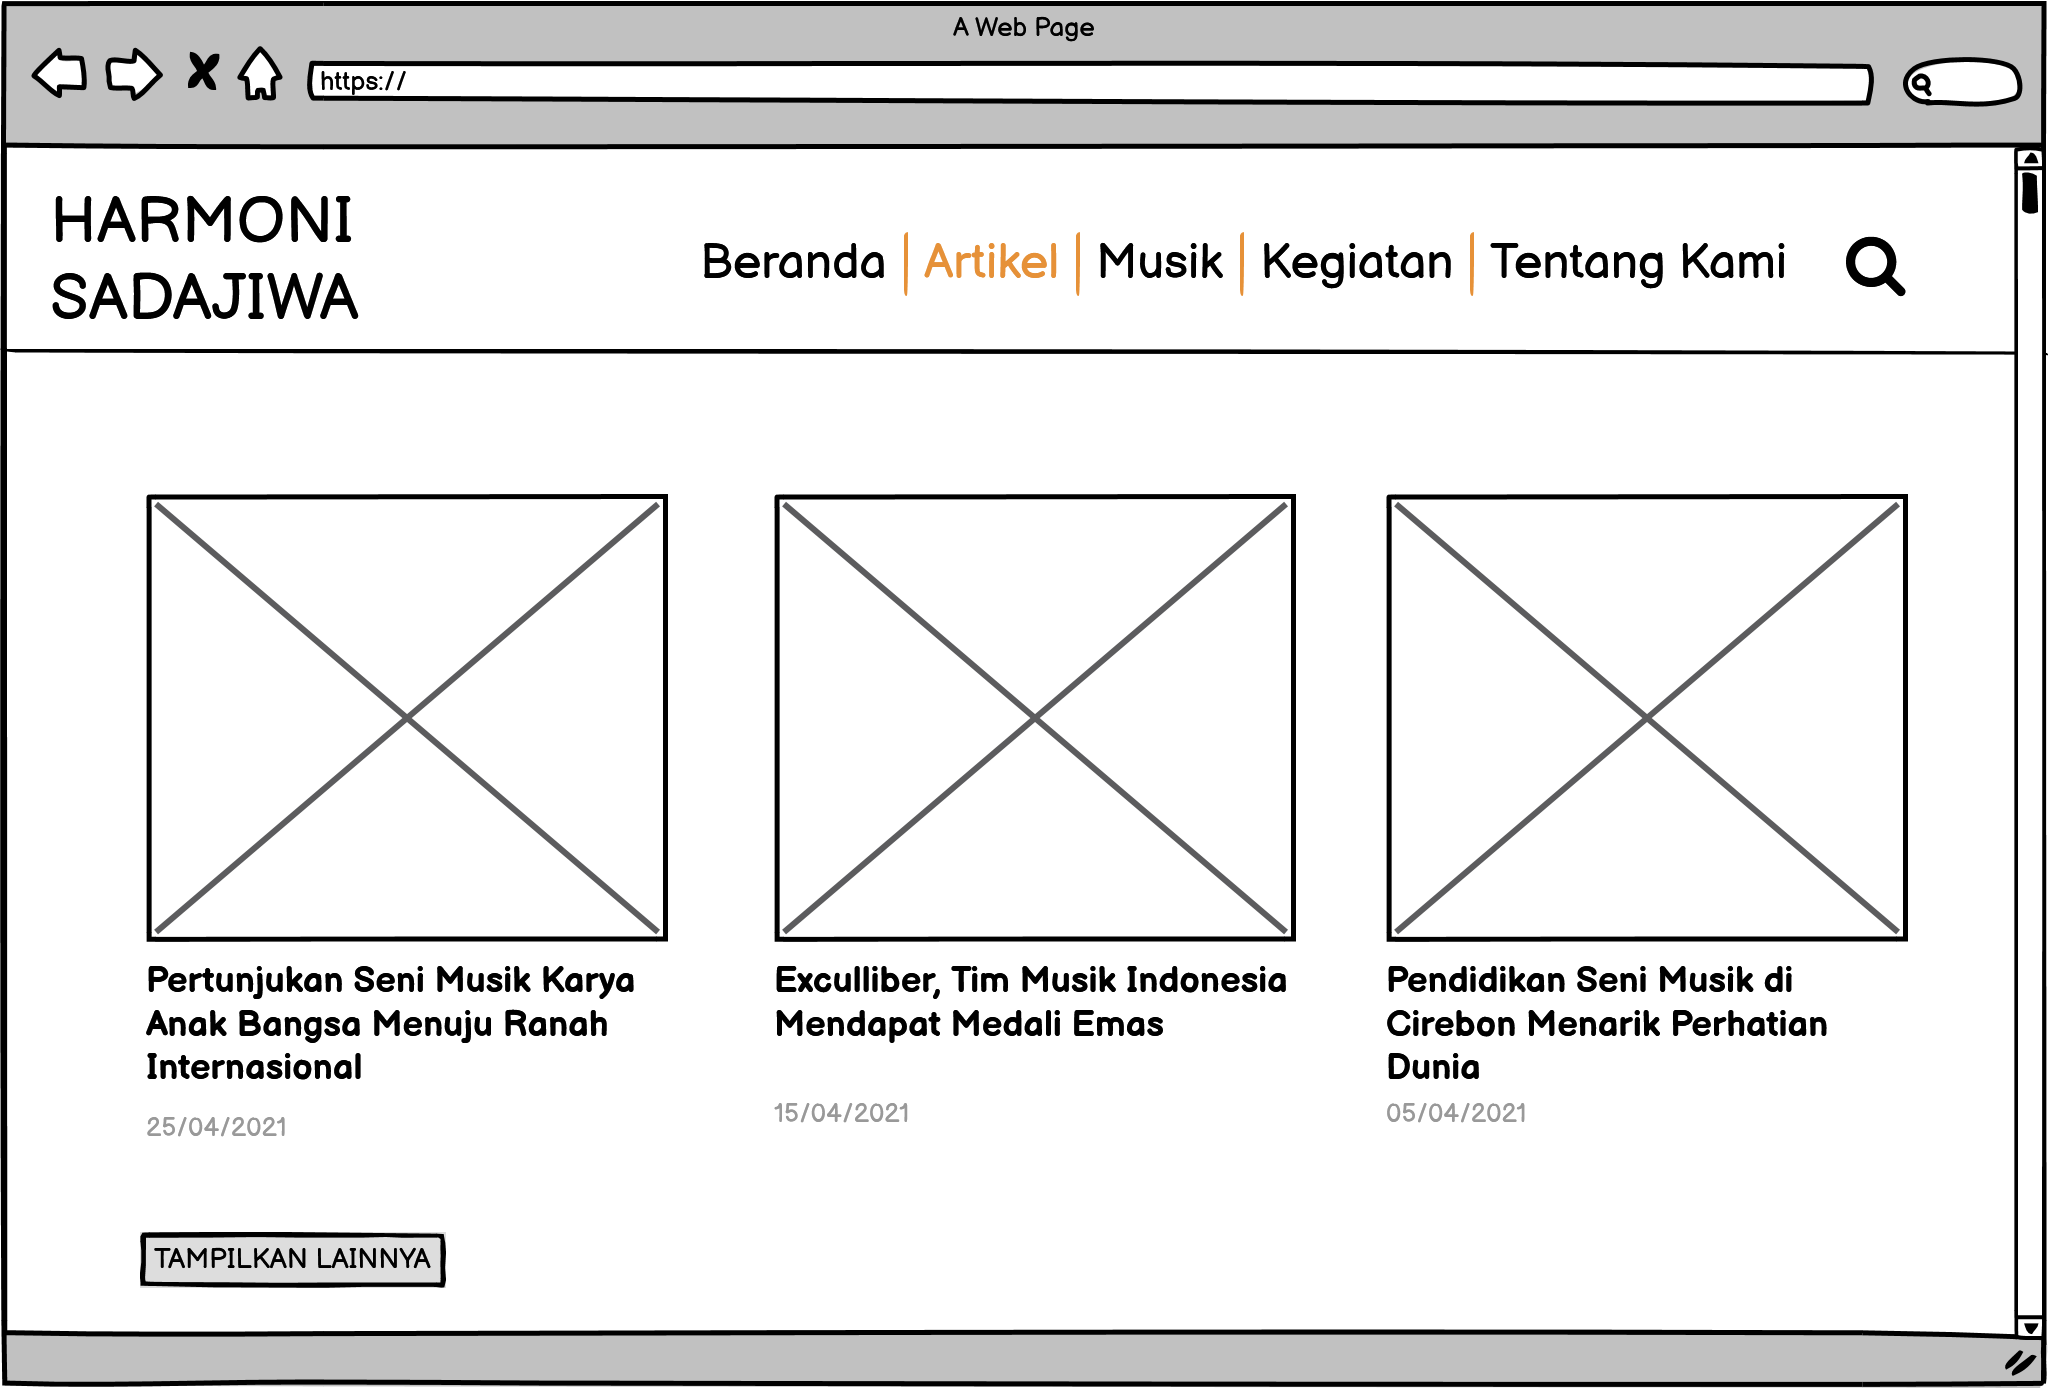 A Web Page
https://
HARMONI
SADAJIWA
Beranda Artikel Musik Kegiatan Tentang Kami
Pertunjukan Seni Musik Karya
Anak Bangsa Menuju Ranah
Internasional
25/04/2021
Exculliber, Tim Musik Indonesia
Mendapat Medali Emas
15/04/2021
Pendidikan Seni Musik di
Cirebon Menarik Perhatian
Dunia
05/04/2021
TAMPILKAN LAINNYA